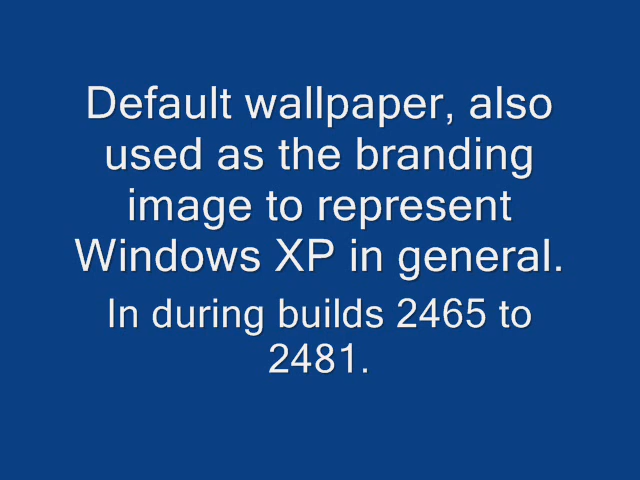 Default wallpaper, also
used as the branding
image to represent
Windows XP in general.
In during builds 2465 to
2481.